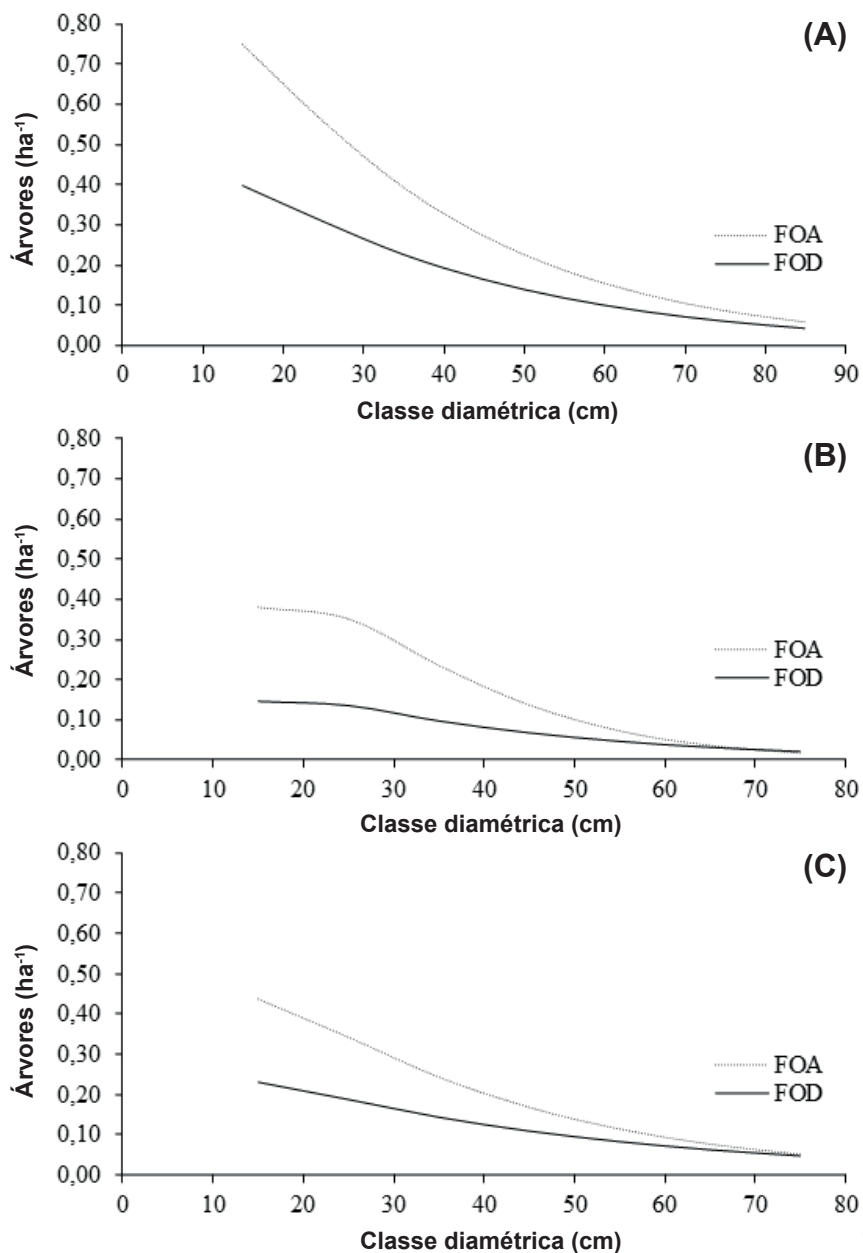 (A)
0,80
0,70
0,60
0,50
0,40
0,30
0,20
0,10
0,00
Árvores (ha-1)
FOA
FOD
0 10 20 30 40 50 60 70 80 90
Classe diamétrica (cm)
(B)
0,80
0,70
0,60
0,50
0,40
0,30
0,20
0,10
0,00
Árvores (ha-1)
FOA
FOD
0 10 20 30 40 50 60 70 80
Classe diamétrica (cm)
(C)
0,80
0,70
0,60
0,50
0,40
0,30
0,20
0,10
0,00
Árvores (ha-1)
FOA
FOD
0 10 20 30 40 50 60 70 80
Classe diamétrica (cm)